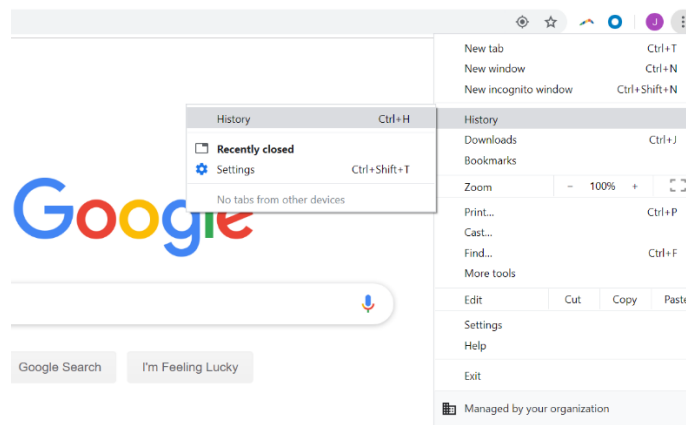 J
New tab Ctrl+T
New window Ctrl+N
New incognito window Ctrl+Shift+N
History Ctrl+H
History
Recently closed
Downloads Ctrl+J
Settings Ctrl+Shift+T
Bookmarks
No tabs from other devices
Zoom - 100% +
Google
Print... Ctrl+P
Cast...
Find... Ctrl+F
More tools
Edit Cut Copy Paste
Settings
Help
Google Search I'm Feeling Lucky
Exit
Managed by your organization